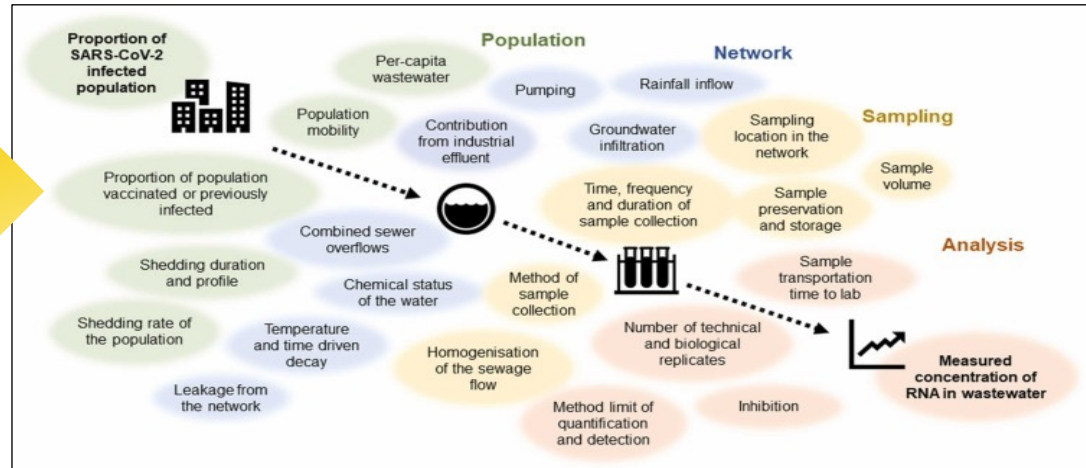 Proportion of
SARS-CoV-2
infected
population
Population
Per-capita
wastewater
Network
Pumping
Rainfall inflow
Population
mobility
Contribution
from industrial
effluent
Groundwater
infiltration
Sampling
location in the
network
Sampling
Sample
volume
Proportion of population
vaccinated or previously
infected
Time, frequency
and duration of
sample collection
Sample
preservation
and storage
Combined sewer
overflows
Analysis
Shedding duration
and profile
Chemical status
of the water
Method of
sample
collection
Sample
transportation
time to lab
Shedding rate of
the population
Temperature
and time driven
decay
Homogenisation
of the sewage
flow
Number of technical
and biological
replicates
Measured
concentration of
RNA in wastewater
Leakage from
the network
Method limit of
quantification
and detection
Inhibition